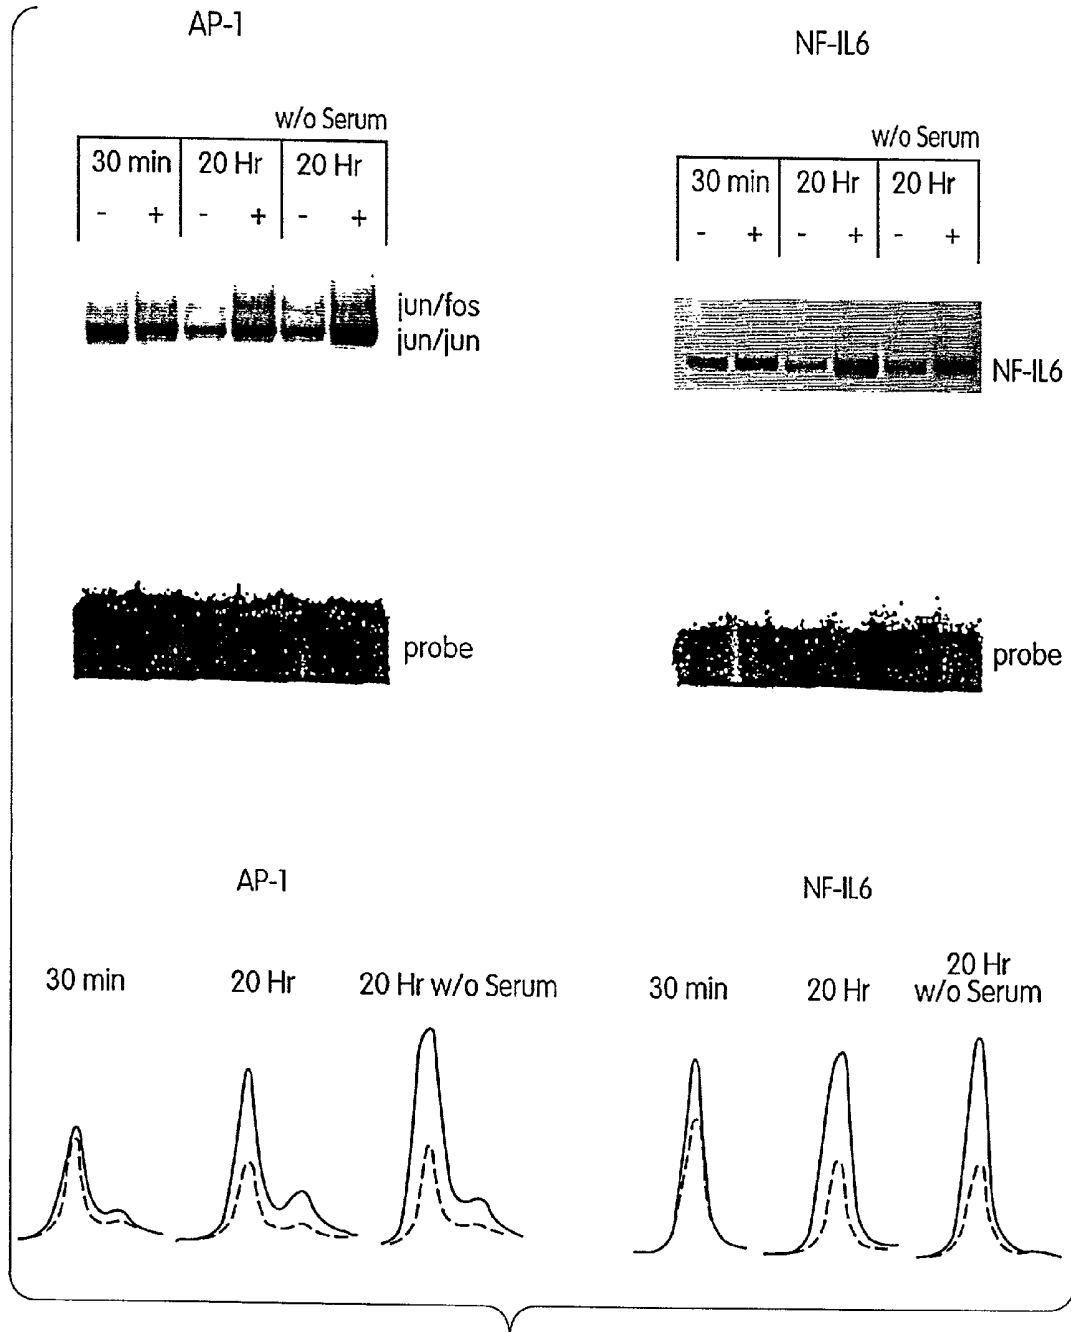 AP-1
w/o Serum
30 min 20 Hr 20 Hr
- + - + - +
jun/fos
jun/jun
probe
NF-IL6
w/o Serum
30 min 20 Hr 20 Hr
- + - + - +
NF-IL6
probe
AP-1
30 min 20 Hr 20 Hr w/o Serum
NF-IL6
30 min 20 Hr 20 Hr
w/o Serum